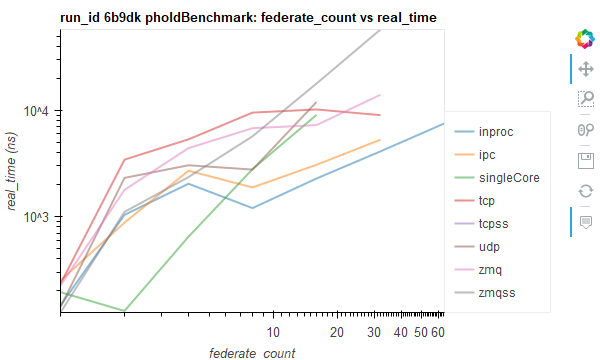 run_id 6b9dk pholdBenchmark: federate_count vs real_time
real_time (ns)
10^4
10^3
10
20
30
40
50
60
federate_count
inproc
ipc
singleCore
tcp
tcpss
udp
zmq
zmqss